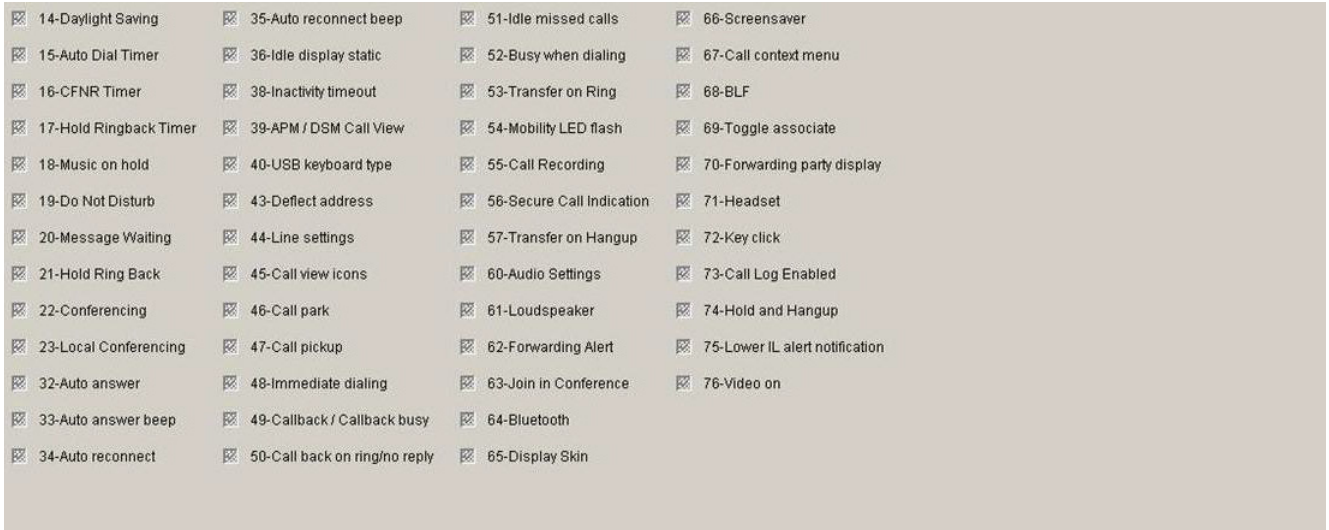 14-Daylight Saving
15-Auto Dial Timer
16-CFNR Timer
17-Hold Ringback Timer
18-Music on hold
19-Do Not Disturb
20-Message Waiting
21-Hold Ring Back
22-Conferencing
23-Local Conferencing
32-Auto answer
33-Auto answer beep
34-Auto reconnect
35-Auto reconnect beep
36-Idle display static
38-Inactivity timeout
39-APM / DSM Call View
40-USB keyboard type
43-Deflect address
44-Line settings
45-Call view icons
46-Call park
47-Call pickup
48-Immediate dialing
49-Callback / Callback busy
50-Call back on ring/no reply
51-Idle missed calls
52-Busy when dialing
53-Transfer on Ring
54-Mobility LED flash
55-Call Recording
56-Secure Call Indication
57-Transfer on Hangup
60-Audio Settings
61-Loudspeaker
62-Forwarding Alert
63-Join in Conference
64-Bluetooth
65-Display Skin
66-Screensaver
67-Call context menu
68-BLF
69-Toggle associate
70-Forwarding party display
71-Headset
72-Key click
73-Call Log Enabled
74-Hold and Hangup
75-Lower IL alert notification
76-Video on